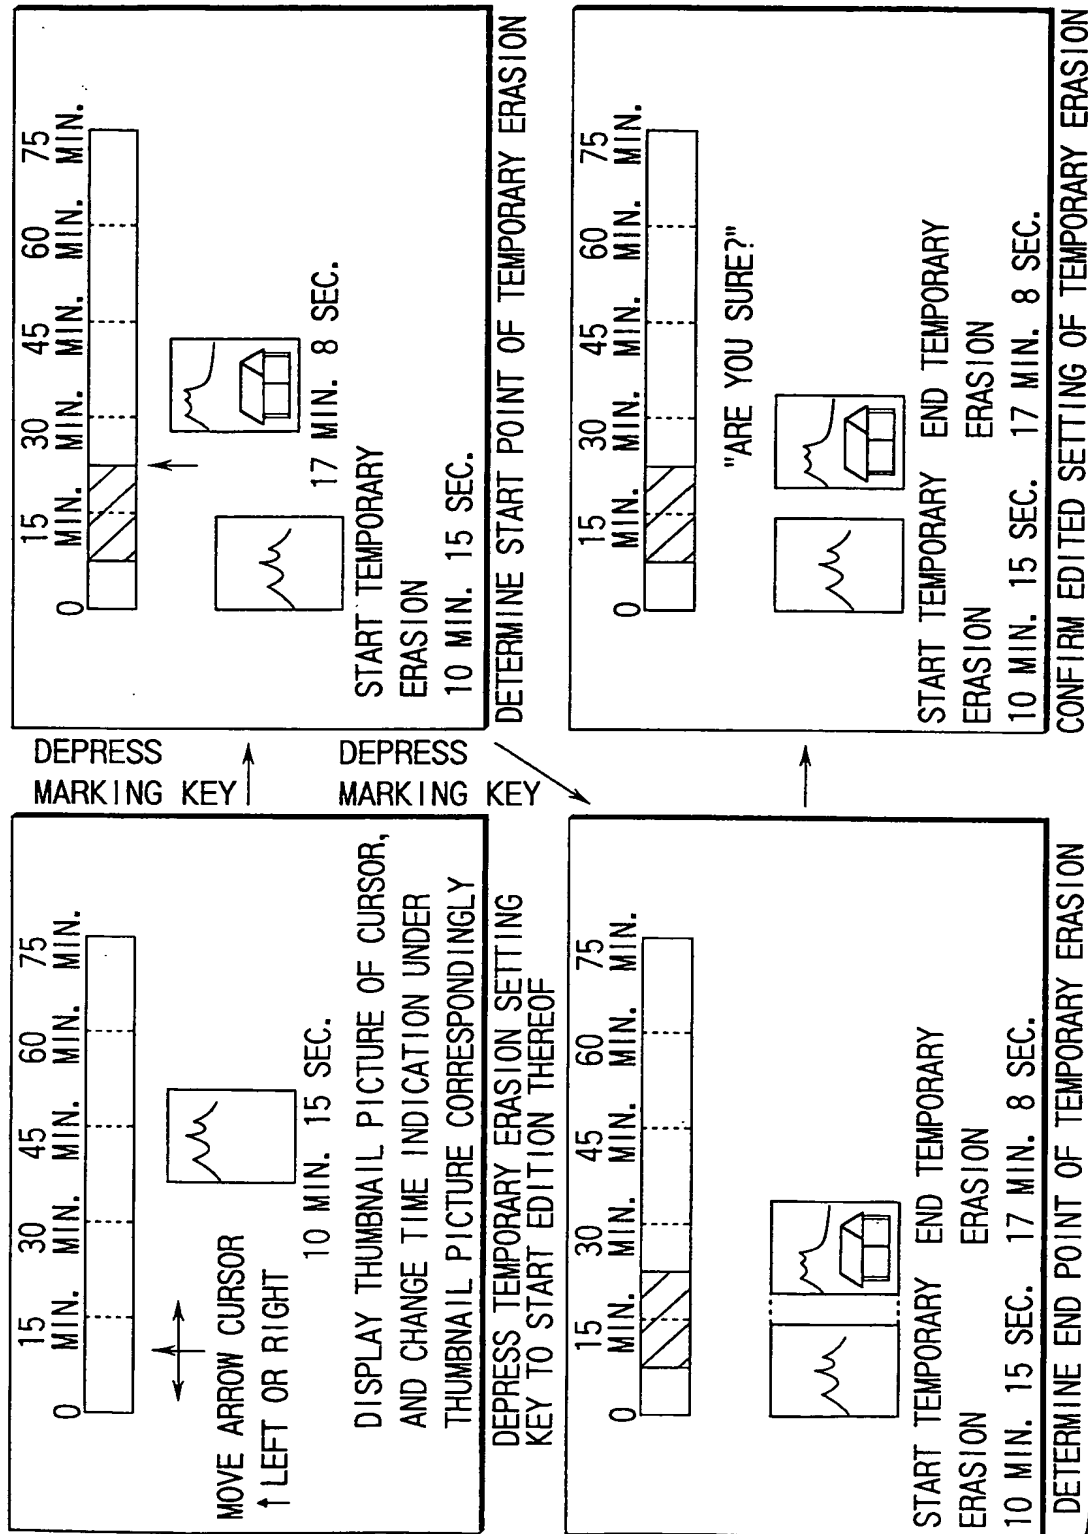 0 15 30 45 60 75
MIN. MIN. MIN. MIN. MIN.
MOVE ARROW CURSOR
↑ LEFT OR RIGHT
10 MIN. 15 SEC.
DISPLAY THUMBNAIL PICTURE OF CURSOR,
AND CHANGE TIME INDICATION UNDER
THUMBNAIL PICTURE CORRESPONDINGLY
DEPRESS TEMPORARY ERASION SETTING
KEY TO START EDITION THEREOF
DEPRESS
MARKING KEY
0 15 30 45 60 75
MIN. MIN. MIN. MIN. MIN.
17 MIN. 8 SEC.
START TEMPORARY
ERASION
10 MIN. 15 SEC.
DETERMINE START POINT OF TEMPORARY ERASION
DEPRESS
MARKING KEY
0 15 30 45 60 75
MIN. MIN. MIN. MIN. MIN.
START TEMPORARY END TEMPORARY
ERASION ERASION
10 MIN. 15 SEC. 17 MIN. 8 SEC.
DETERMINE END POINT OF TEMPORARY ERASION
0 15 30 45 60 75
MIN. MIN. MIN. MIN. MIN.
"ARE YOU SURE?"
START TEMPORARY END TEMPORARY
ERASION ERASION
10 MIN. 15 SEC. 17 MIN. 8 SEC.
CONFIRM EDITED SETTING OF TEMPORARY ERASION